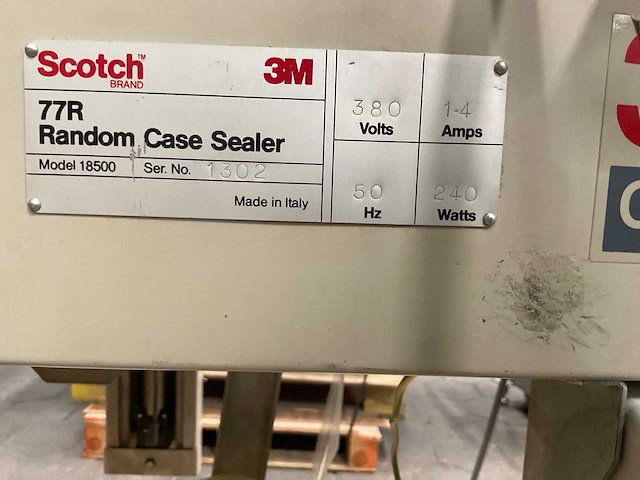 Scotch™
BRAND
3M
77R
Random Case Sealer
Model 18500 Ser. No. 1302
Made in Italy
380
Volts
1·4
Amps
50
Hz
240
Watts